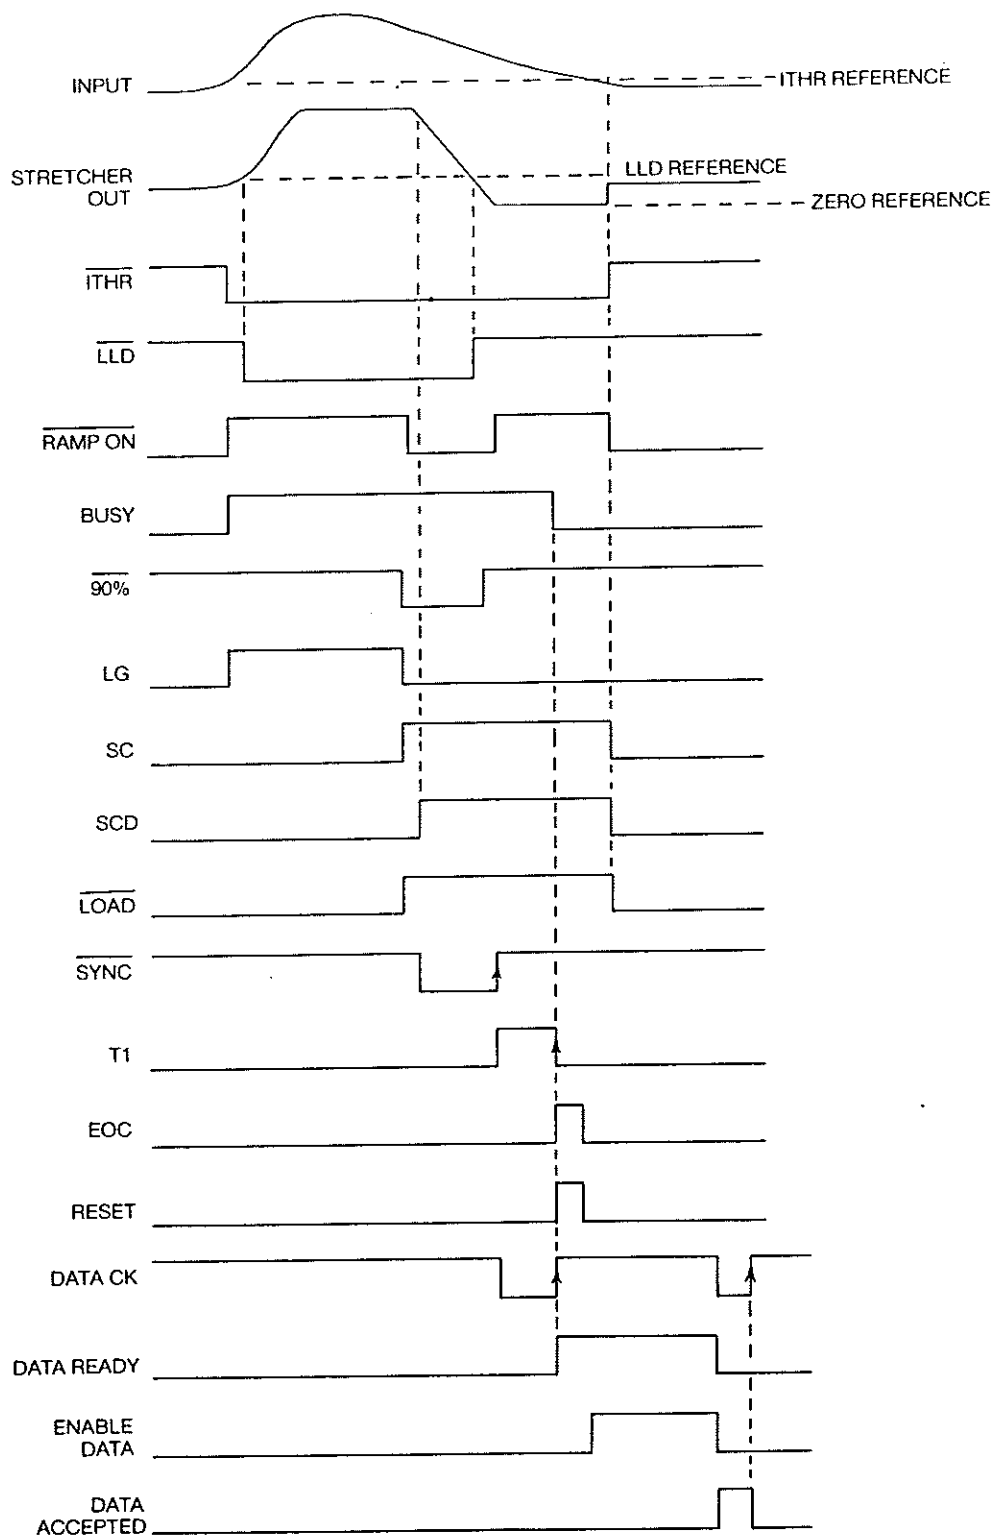 INPUT
ITHR REFERENCE
STRETCHER
OUT
LLD REFERENCE
ZERO REFERENCE
ITHR
LLD
RAMP ON
BUSY
90%
LG
SC
SCD
LOAD
SYNC
T1
EOC
RESET
DATA CK
DATA READY
ENABLE
DATA
DATA
ACCEPTED